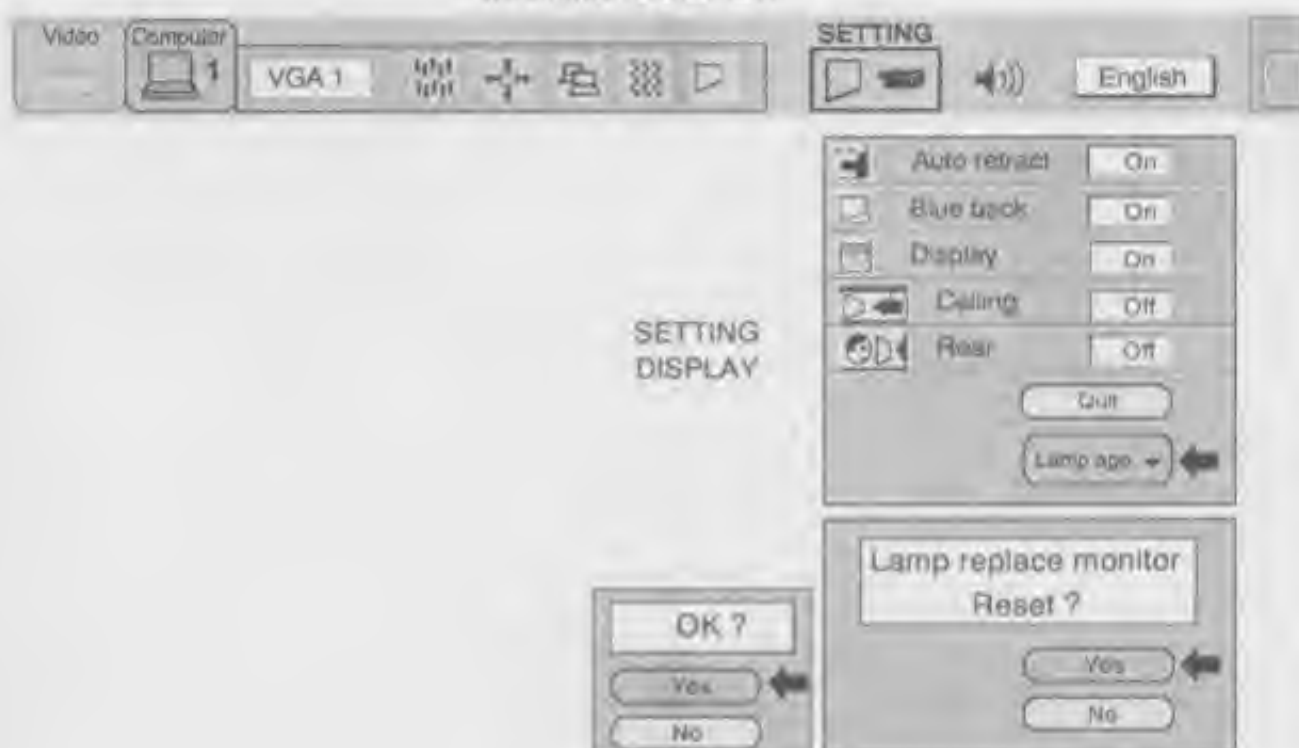 Video
Computer
SETTING
1
VGA 1
English
Auto retract
On
Blue back
On
Display
On
Ceiling
Off
Rear
Off
SETTING
DISPLAY
Quit
Lamp age
Lamp replace monitor
Reset ?
OK ?
Yes
No
Yes
No